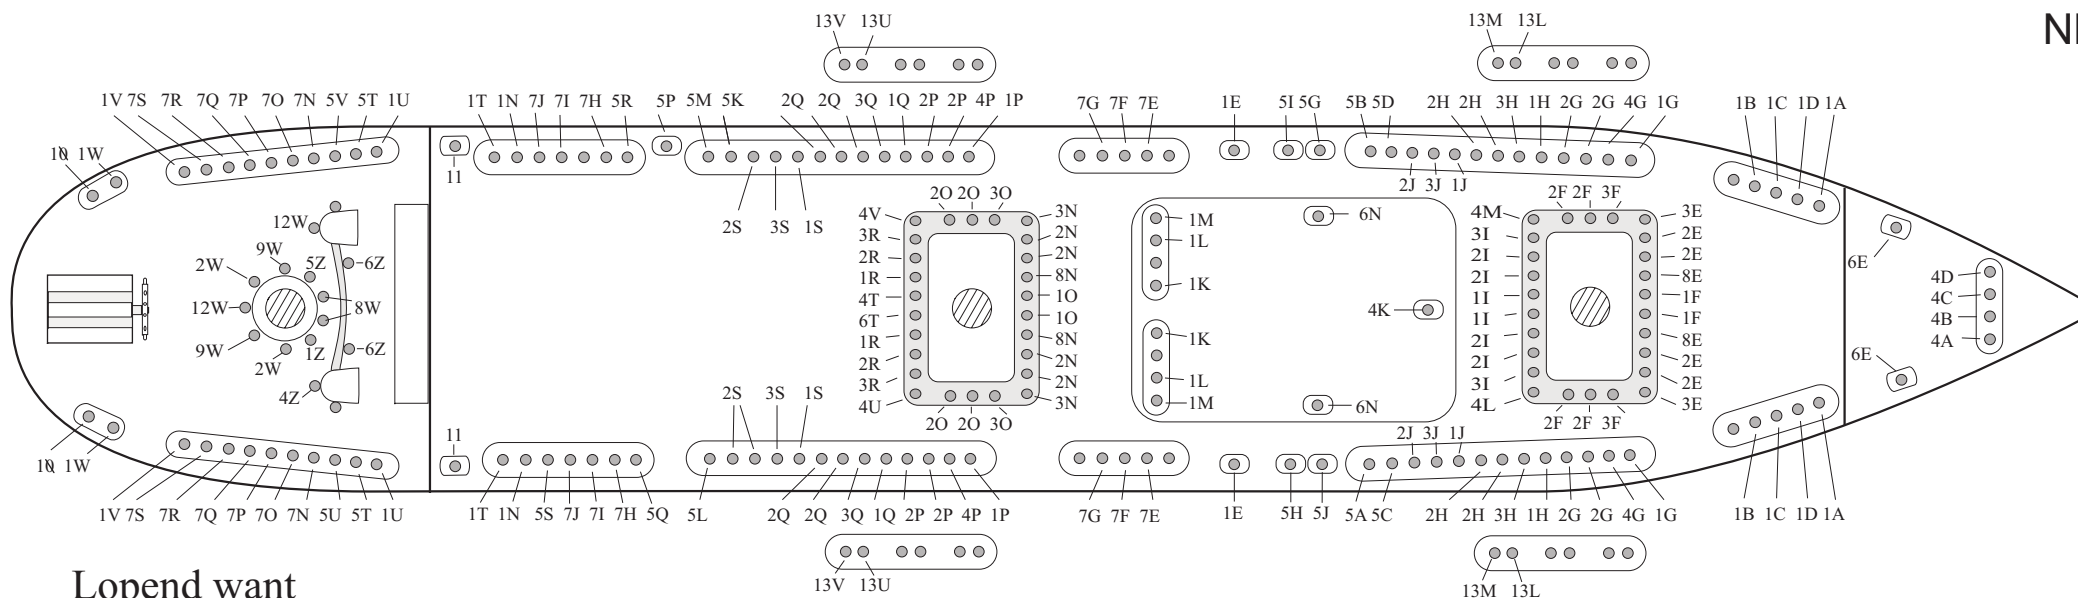 13V 13U 13M 13L
NI
1V 7S 7R 7Q 7P 7O 7N 5V 5T 1U 1T 1N 7J 7I 7H 5R 5P 5M 5K 2Q 2Q 3Q 1Q 2P 2P 4P 1P 7G 7F 7E 1E 5I 5G 5B 5D 2H 2H 3H 1H 2G 2G 4G 1G 1B 1C 1D 1A
10 1W 11 2J 3J 1J
2O 2O 3O 2F 2F 3F
2S 3S 1S
12W 9W 2W 5Z 6Z 12W 8W 9W 2W 1Z 6Z 4Z
4V 3N 1M 6N 4M 3E
3R 2N 1L 3I 2E
2R 2N 2I 2E 6E
1R 8N 1K 2I 8E 4D
4T 1O 4K 1I 1F 4C
6T 1O 1I 1F 4B
1R 8N 1K 2I 8E 4A
2R 2N 2I 2E 6E
3R 2N 1L 3I 2E
4U 3N 1M 6N 4L 3E
2S 3S 1S
2O 2O 3O 2F 2F 3F
10 1W 11 2J 3J 1J
1V 7S 7R 7Q 7P 7O 7N 5U 5T 1U 1T 1N 5S 7J 7I 7H 5Q 5L 2Q 2Q 3Q 1Q 2P 2P 4P 1P 7G 7F 7E 1E 5H 5J 5A 5C 2H 2H 3H 1H 2G 2G 4G 1G 1B 1C 1D 1A
13V 13U 13M 13L
Lopend want